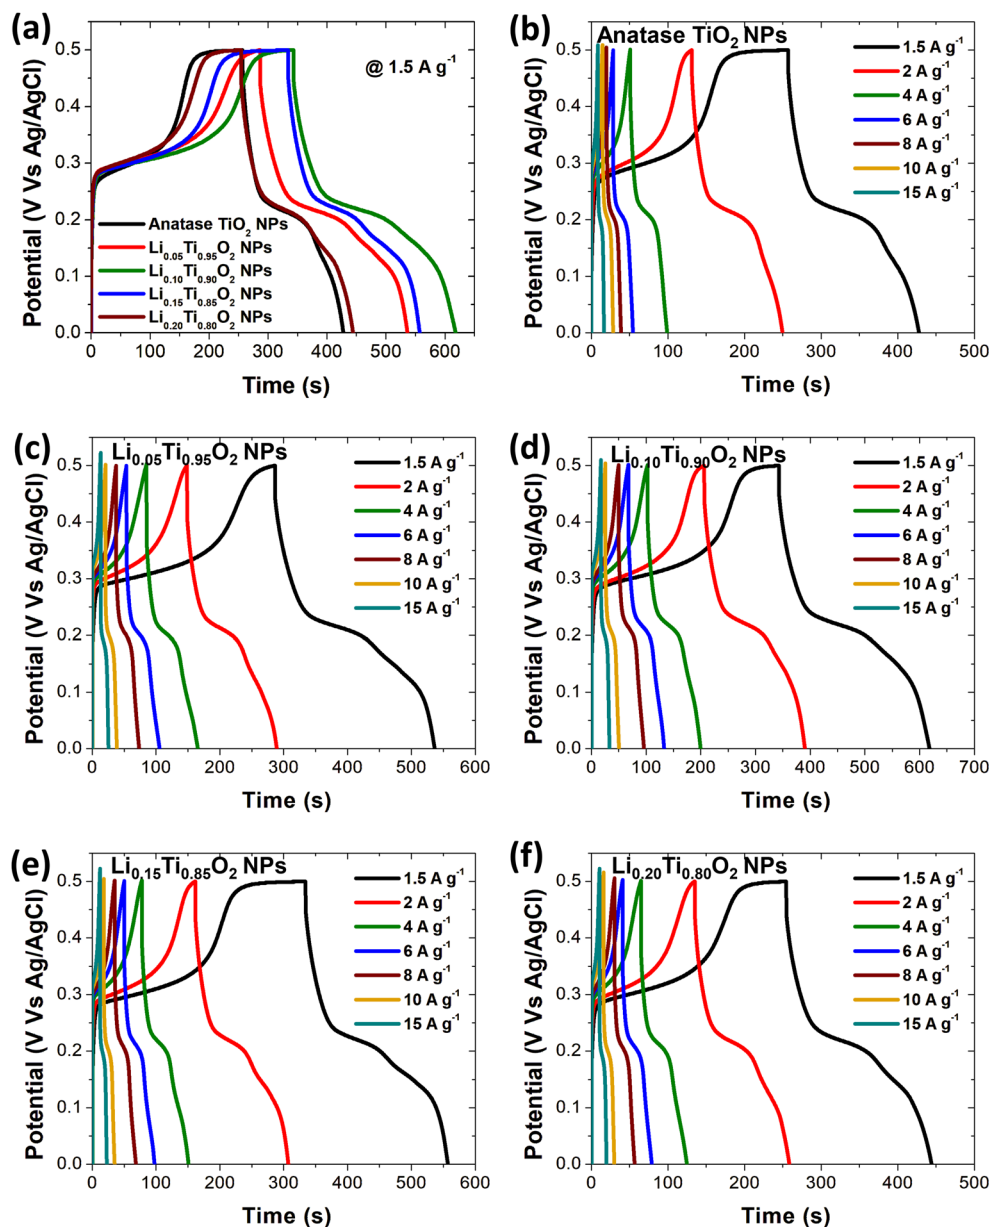 (a)
@ 1.5 A g⁻¹
Potential (V Vs Ag/AgCl)
0.5
0.4
0.3
0.2
0.1
0.0
Anatase TiO₂ NPs
Li₀.₀₅Ti₀.₉₅O₂ NPs
Li₀.₁₀Ti₀.₉₀O₂ NPs
Li₀.₁₅Ti₀.₈₅O₂ NPs
Li₀.₂₀Ti₀.₈₀O₂ NPs
0 100 200 300 400 500 600
Time (s)
(b)
Anatase TiO₂ NPs
Potential (V Vs Ag/AgCl)
0.5
0.4
0.3
0.2
0.1
0.0
1.5 A g⁻¹
2 A g⁻¹
4 A g⁻¹
6 A g⁻¹
8 A g⁻¹
10 A g⁻¹
15 A g⁻¹
0 100 200 300 400 500
Time (s)
(c)
Li₀.₀₅Ti₀.₉₅O₂ NPs
Potential (V Vs Ag/AgCl)
0.5
0.4
0.3
0.2
0.1
0.0
1.5 A g⁻¹
2 A g⁻¹
4 A g⁻¹
6 A g⁻¹
8 A g⁻¹
10 A g⁻¹
15 A g⁻¹
0 100 200 300 400 500 600
Time (s)
(d)
Li₀.₁₀Ti₀.₉₀O₂ NPs
Potential (V Vs Ag/AgCl)
0.5
0.4
0.3
0.2
0.1
0.0
1.5 A g⁻¹
2 A g⁻¹
4 A g⁻¹
6 A g⁻¹
8 A g⁻¹
10 A g⁻¹
15 A g⁻¹
0 100 200 300 400 500 600 700
Time (s)
(e)
Li₀.₁₅Ti₀.₈₅O₂ NPs
Potential (V Vs Ag/AgCl)
0.5
0.4
0.3
0.2
0.1
0.0
1.5 A g⁻¹
2 A g⁻¹
4 A g⁻¹
6 A g⁻¹
8 A g⁻¹
10 A g⁻¹
15 A g⁻¹
0 100 200 300 400 500 600
Time (s)
(f)
Li₀.₂₀Ti₀.₈₀O₂ NPs
Potential (V Vs Ag/AgCl)
0.5
0.4
0.3
0.2
0.1
0.0
1.5 A g⁻¹
2 A g⁻¹
4 A g⁻¹
6 A g⁻¹
8 A g⁻¹
10 A g⁻¹
15 A g⁻¹
0 100 200 300 400 500
Time (s)